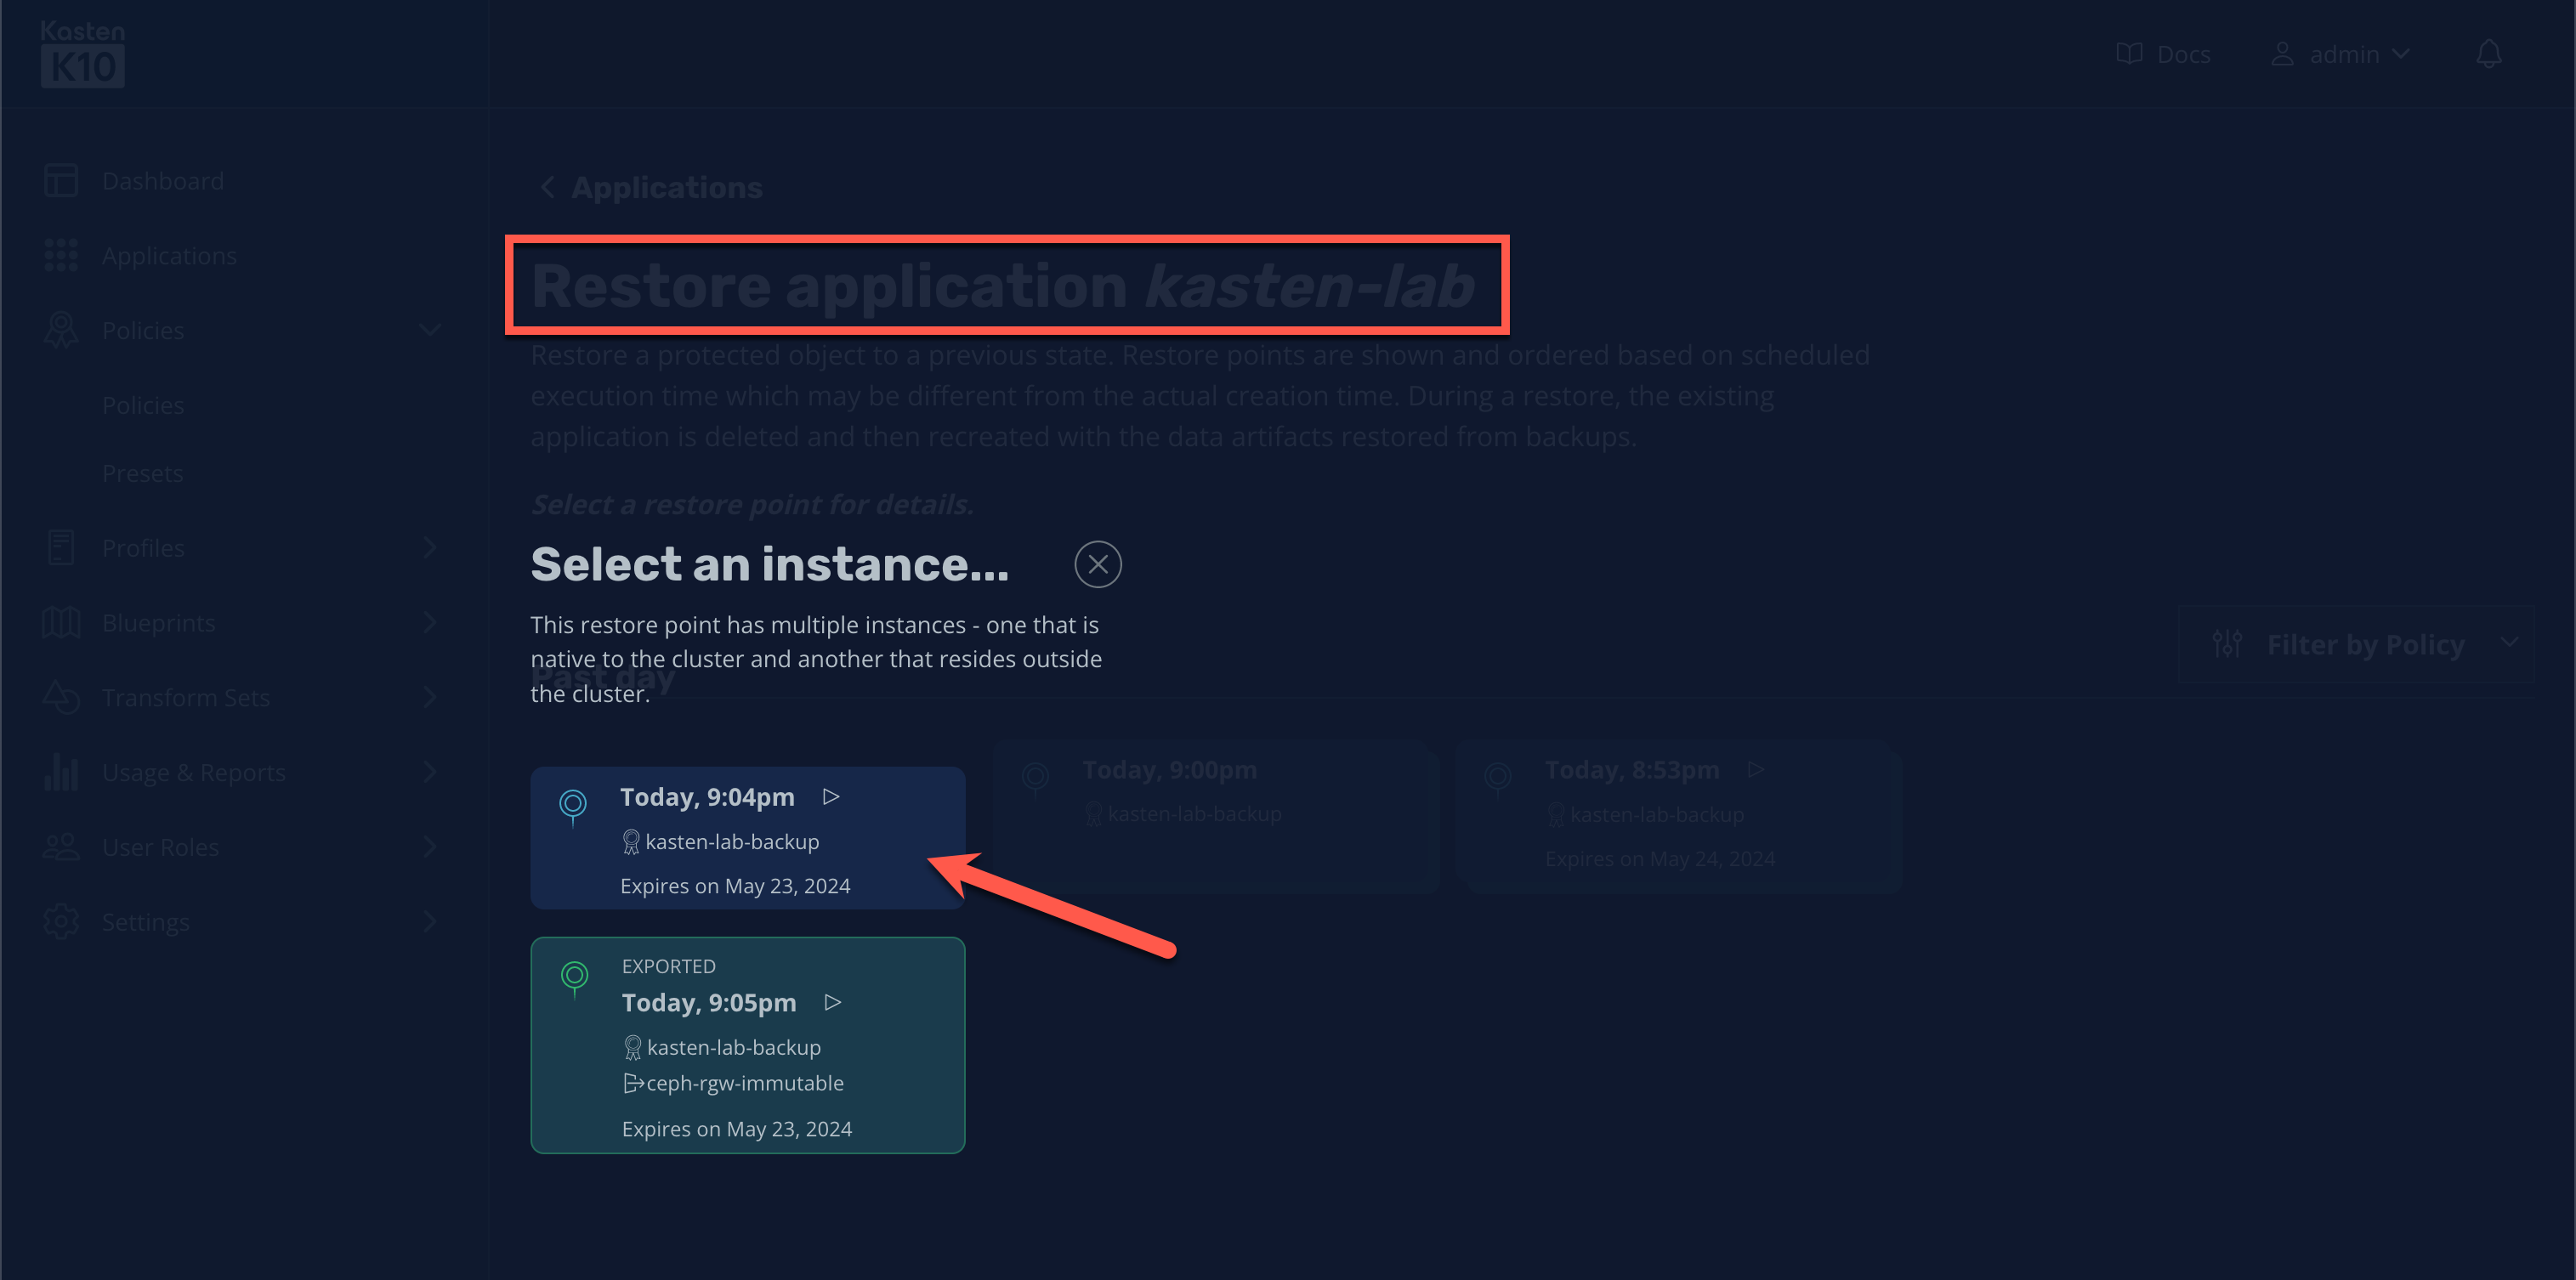 Kasten
K10
Docs
admin
Dashboard
Applications
Policies
Policies
Presets
Profiles
Blueprints
Transform Sets
Usage & Reports
User Roles
Settings
Applications
Restore application kasten-lab
Restore a protected object to a previous state. Restore points are shown and ordered based on scheduled
execution time which may be different from the actual creation time. During a restore, the existing
application is deleted and then recreated with the data artifacts restored from backups.
Select a restore point for details.
Select an instance...
This restore point has multiple instances - one that is
native to the cluster and another that resides outside
the cluster.
Past day
Filter by Policy
Today, 9:04pm
kasten-lab-backup
Expires on May 23, 2024
EXPORTED
Today, 9:05pm
kasten-lab-backup
ceph-rgw-immutable
Expires on May 23, 2024
Today, 9:00pm
kasten-lab-backup
Today, 8:53pm
kasten-lab-backup
Expires on May 24, 2024